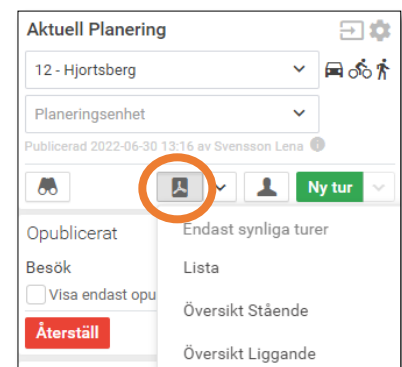 Aktuell Planering
12 - Hjortsberg
Planeringsenhet
Publicerad 2022-06-30 13:16 av Svensson Lena
Ny tur
Opublicerat
Endast synliga turer
Besök
Lista
Visa endast opu
Översikt Stående
Återställ
Översikt Liggande